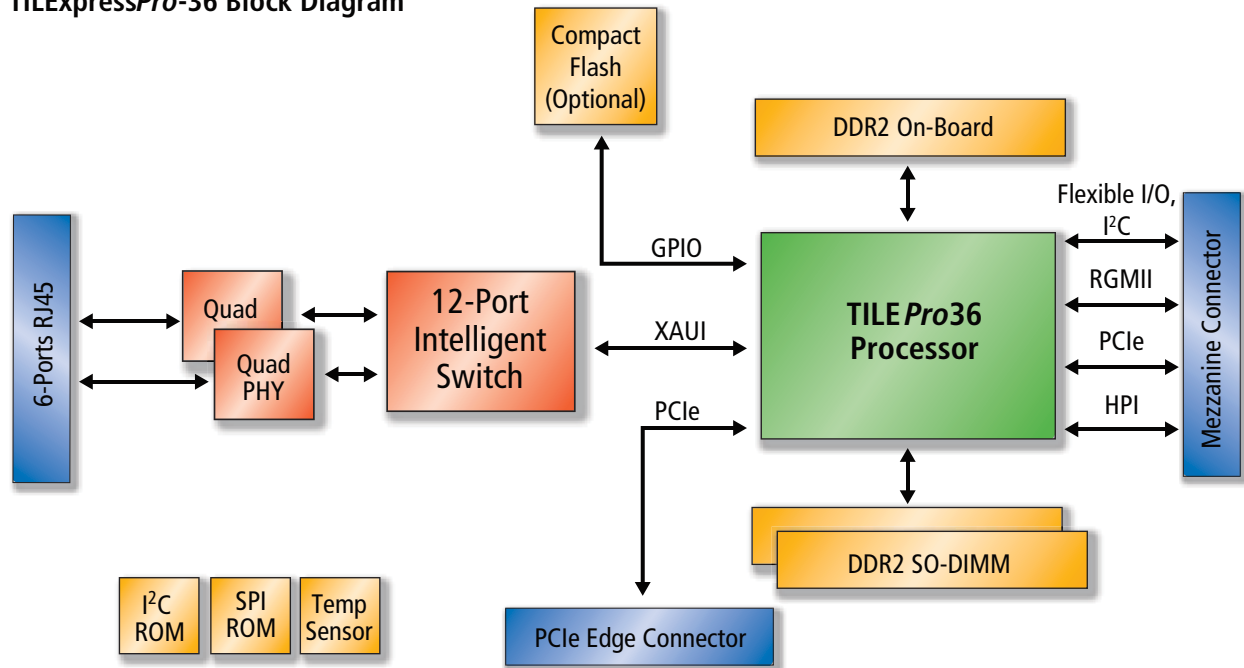 TILExpressPro-36 Block Diagram
Compact
Flash
(Optional)
DDR2 On-Board
Flexible I/O,
I²C
GPIO
RGMII
6-Ports RJ45
Quad
Quad
PHY
12-Port
Intelligent
Switch
XAUI
TILEPro36
Processor
PCIe
HPI
Mezzanine Connector
PCIe
DDR2 SO-DIMM
I²C
ROM
SPI
ROM
Temp
Sensor
PCIe Edge Connector